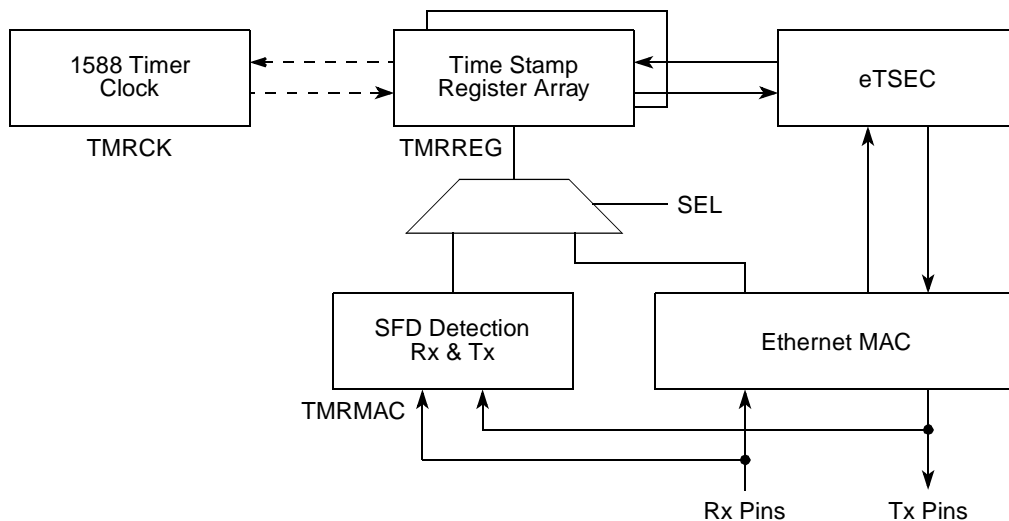 1588 Timer
Clock
TMRCK
Time Stamp
Register Array
TMRREG
eTSEC
SEL
SFD Detection
Rx & Tx
TMRMAC
Ethernet MAC
Rx Pins
Tx Pins